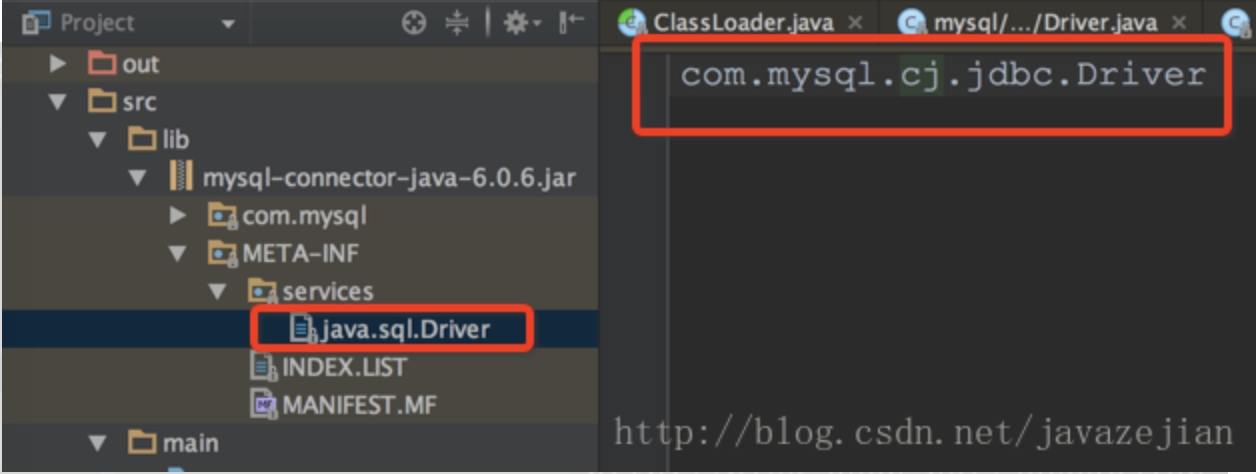 Project
out
src
lib
mysql-connector-java-6.0.6.jar
com.mysql
META-INF
services
java.sql.Driver
INDEX.LIST
MANIFEST.MF
main
ClassLoader.java
mysql/.../Driver.java
com.mysql.cj.jdbc.Driver
http://blog.csdn.net/javazejian